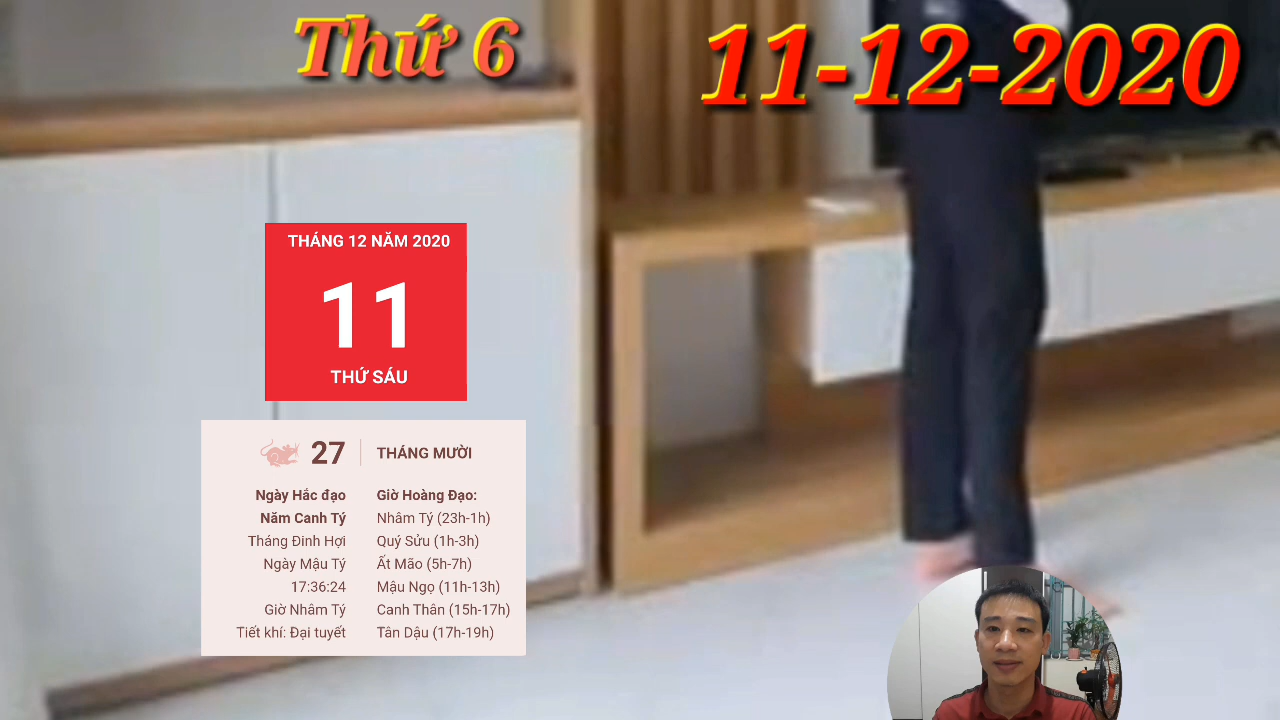 Thứ 6
11-12-2020
THÁNG 12 NĂM 2020
11
THỨ SÁU
27
THÁNG MƯỜI
Ngày Hắc đạo
Năm Canh Tý
Tháng Đinh Hợi
Ngày Mậu Tý
17:36:24
Giờ Nhâm Tý
Tiết khí: Đại tuyết
Giờ Hoàng Đạo:
Nhâm Tý (23h-1h)
Quý Sửu (1h-3h)
Ất Mão (5h-7h)
Mậu Ngọ (11h-13h)
Canh Thân (15h-17h)
Tân Dậu (17h-19h)